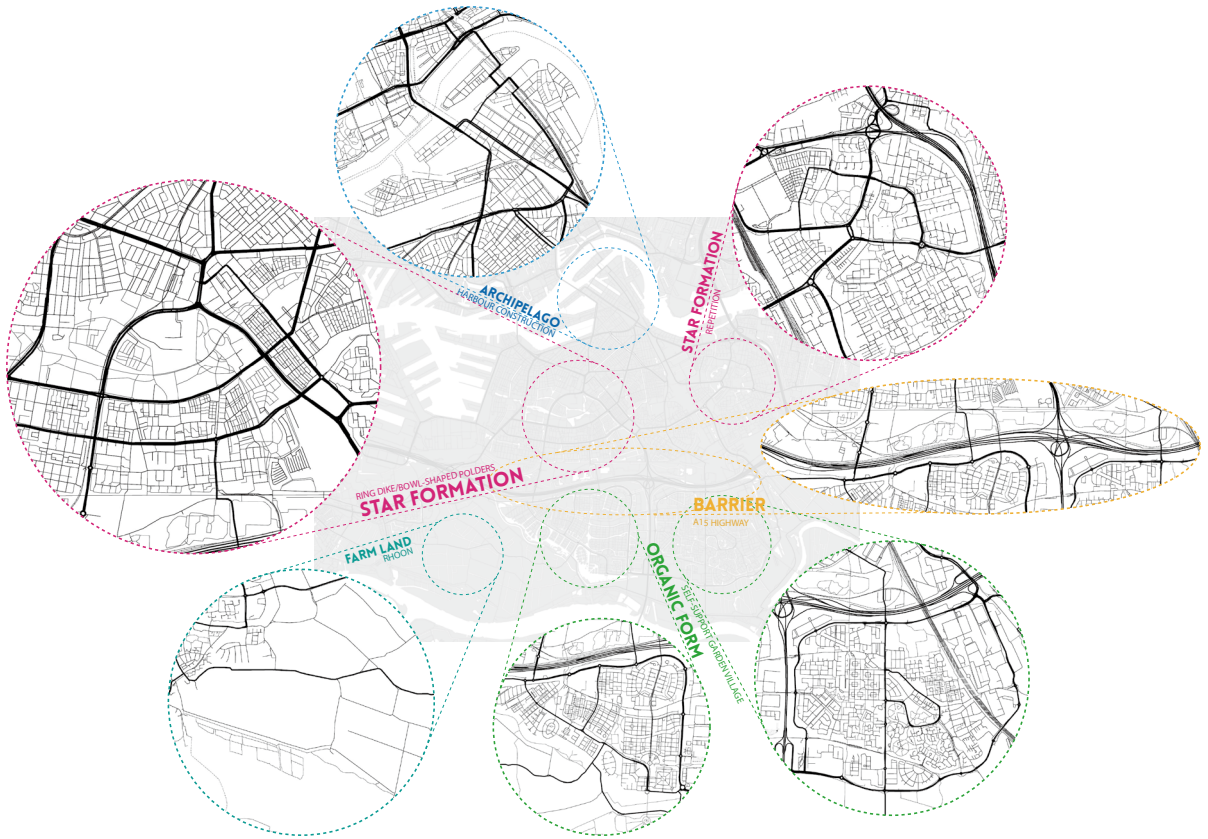 ARCHIPELAGO
HARBOUR CONSTRUCTION
STAR FORMATION
REPETITION
RING DIKE/BOWL-SHAPED POLDERS
STAR FORMATION
BARRIER
A15 HIGHWAY
FARM LAND
RHOON
ORGANIC FORM
SELF-SUPPORT GARDEN VILLAGE